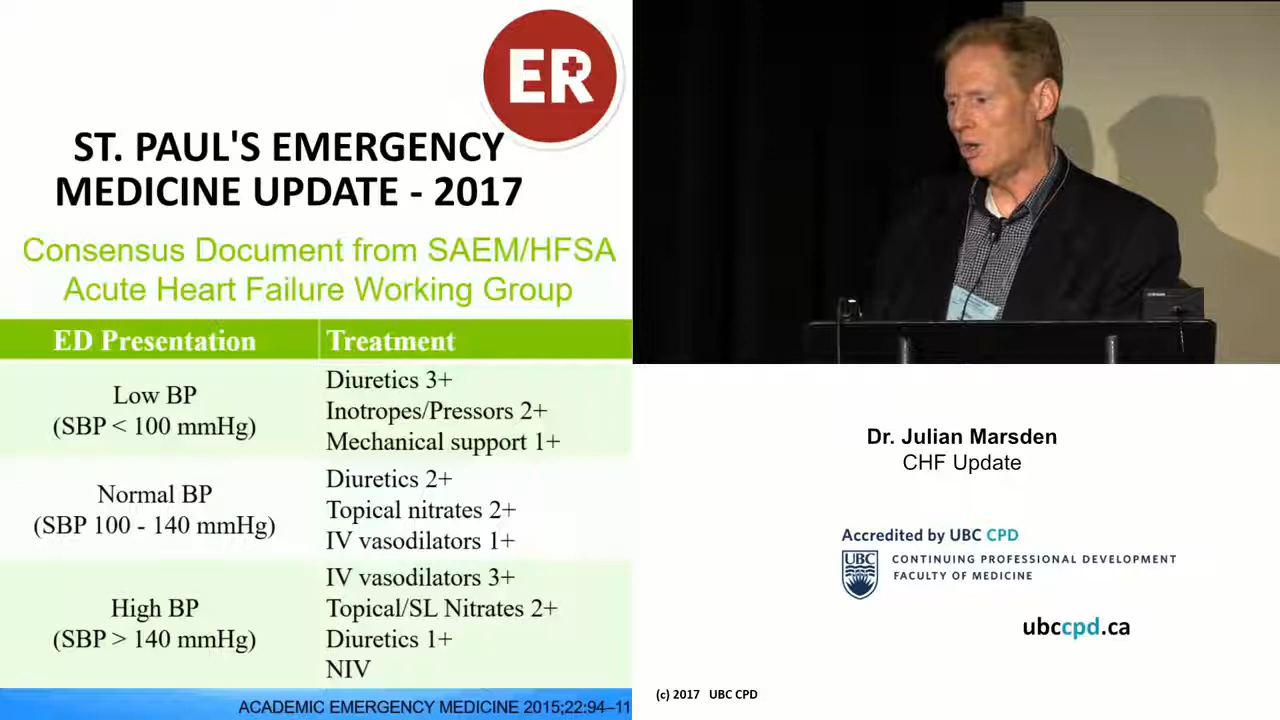 ER
ST. PAUL'S EMERGENCY
MEDICINE UPDATE - 2017
Consensus Document from SAEM/HFSA
Acute Heart Failure Working Group
ED Presentation
Treatment
Low BP
(SBP < 100 mmHg)
Diuretics 3+
Inotropes/Pressors 2+
Mechanical support 1+
Normal BP
(SBP 100 - 140 mmHg)
Diuretics 2+
Topical nitrates 2+
IV vasodilators 1+
High BP
(SBP > 140 mmHg)
IV vasodilators 3+
Topical/SL Nitrates 2+
Diuretics 1+
NIV
ACADEMIC EMERGENCY MEDICINE 2015;22:94–11
Dr. Julian Marsden
CHF Update
Accredited by UBC CPD
UBC
CONTINUING PROFESSIONAL DEVELOPMENT
FACULTY OF MEDICINE
ubccpd.ca
(c) 2017 UBC CPD